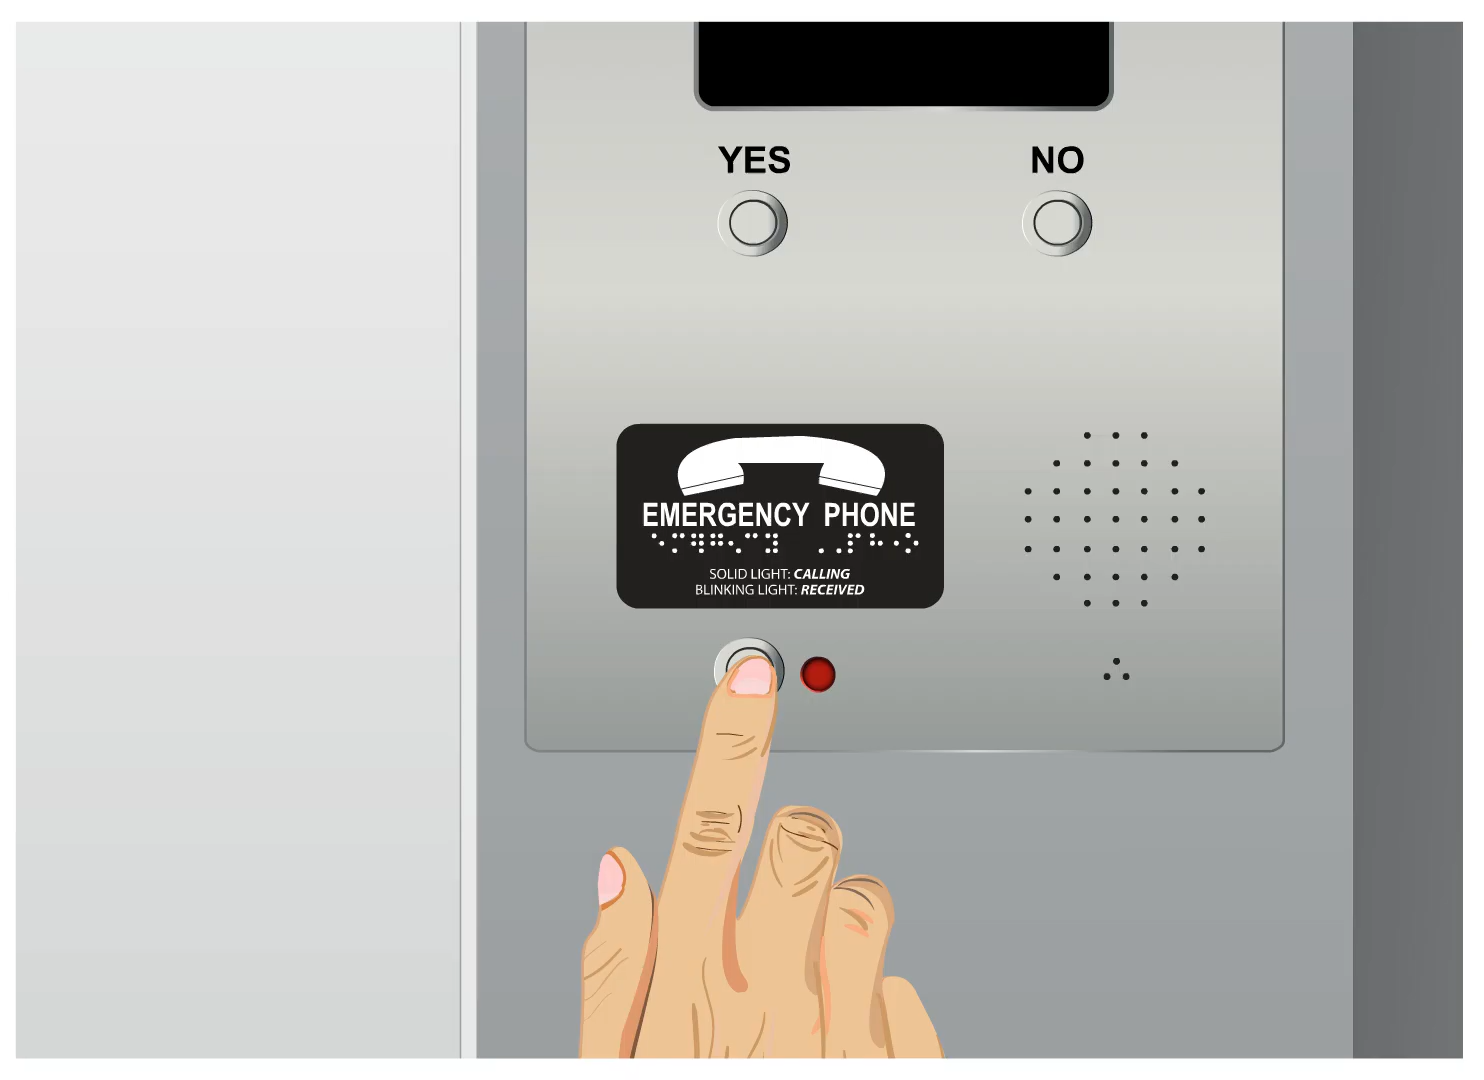 YES NO
EMERGENCY PHONE
SOLID LIGHT: CALLING
BLINKING LIGHT: RECEIVED